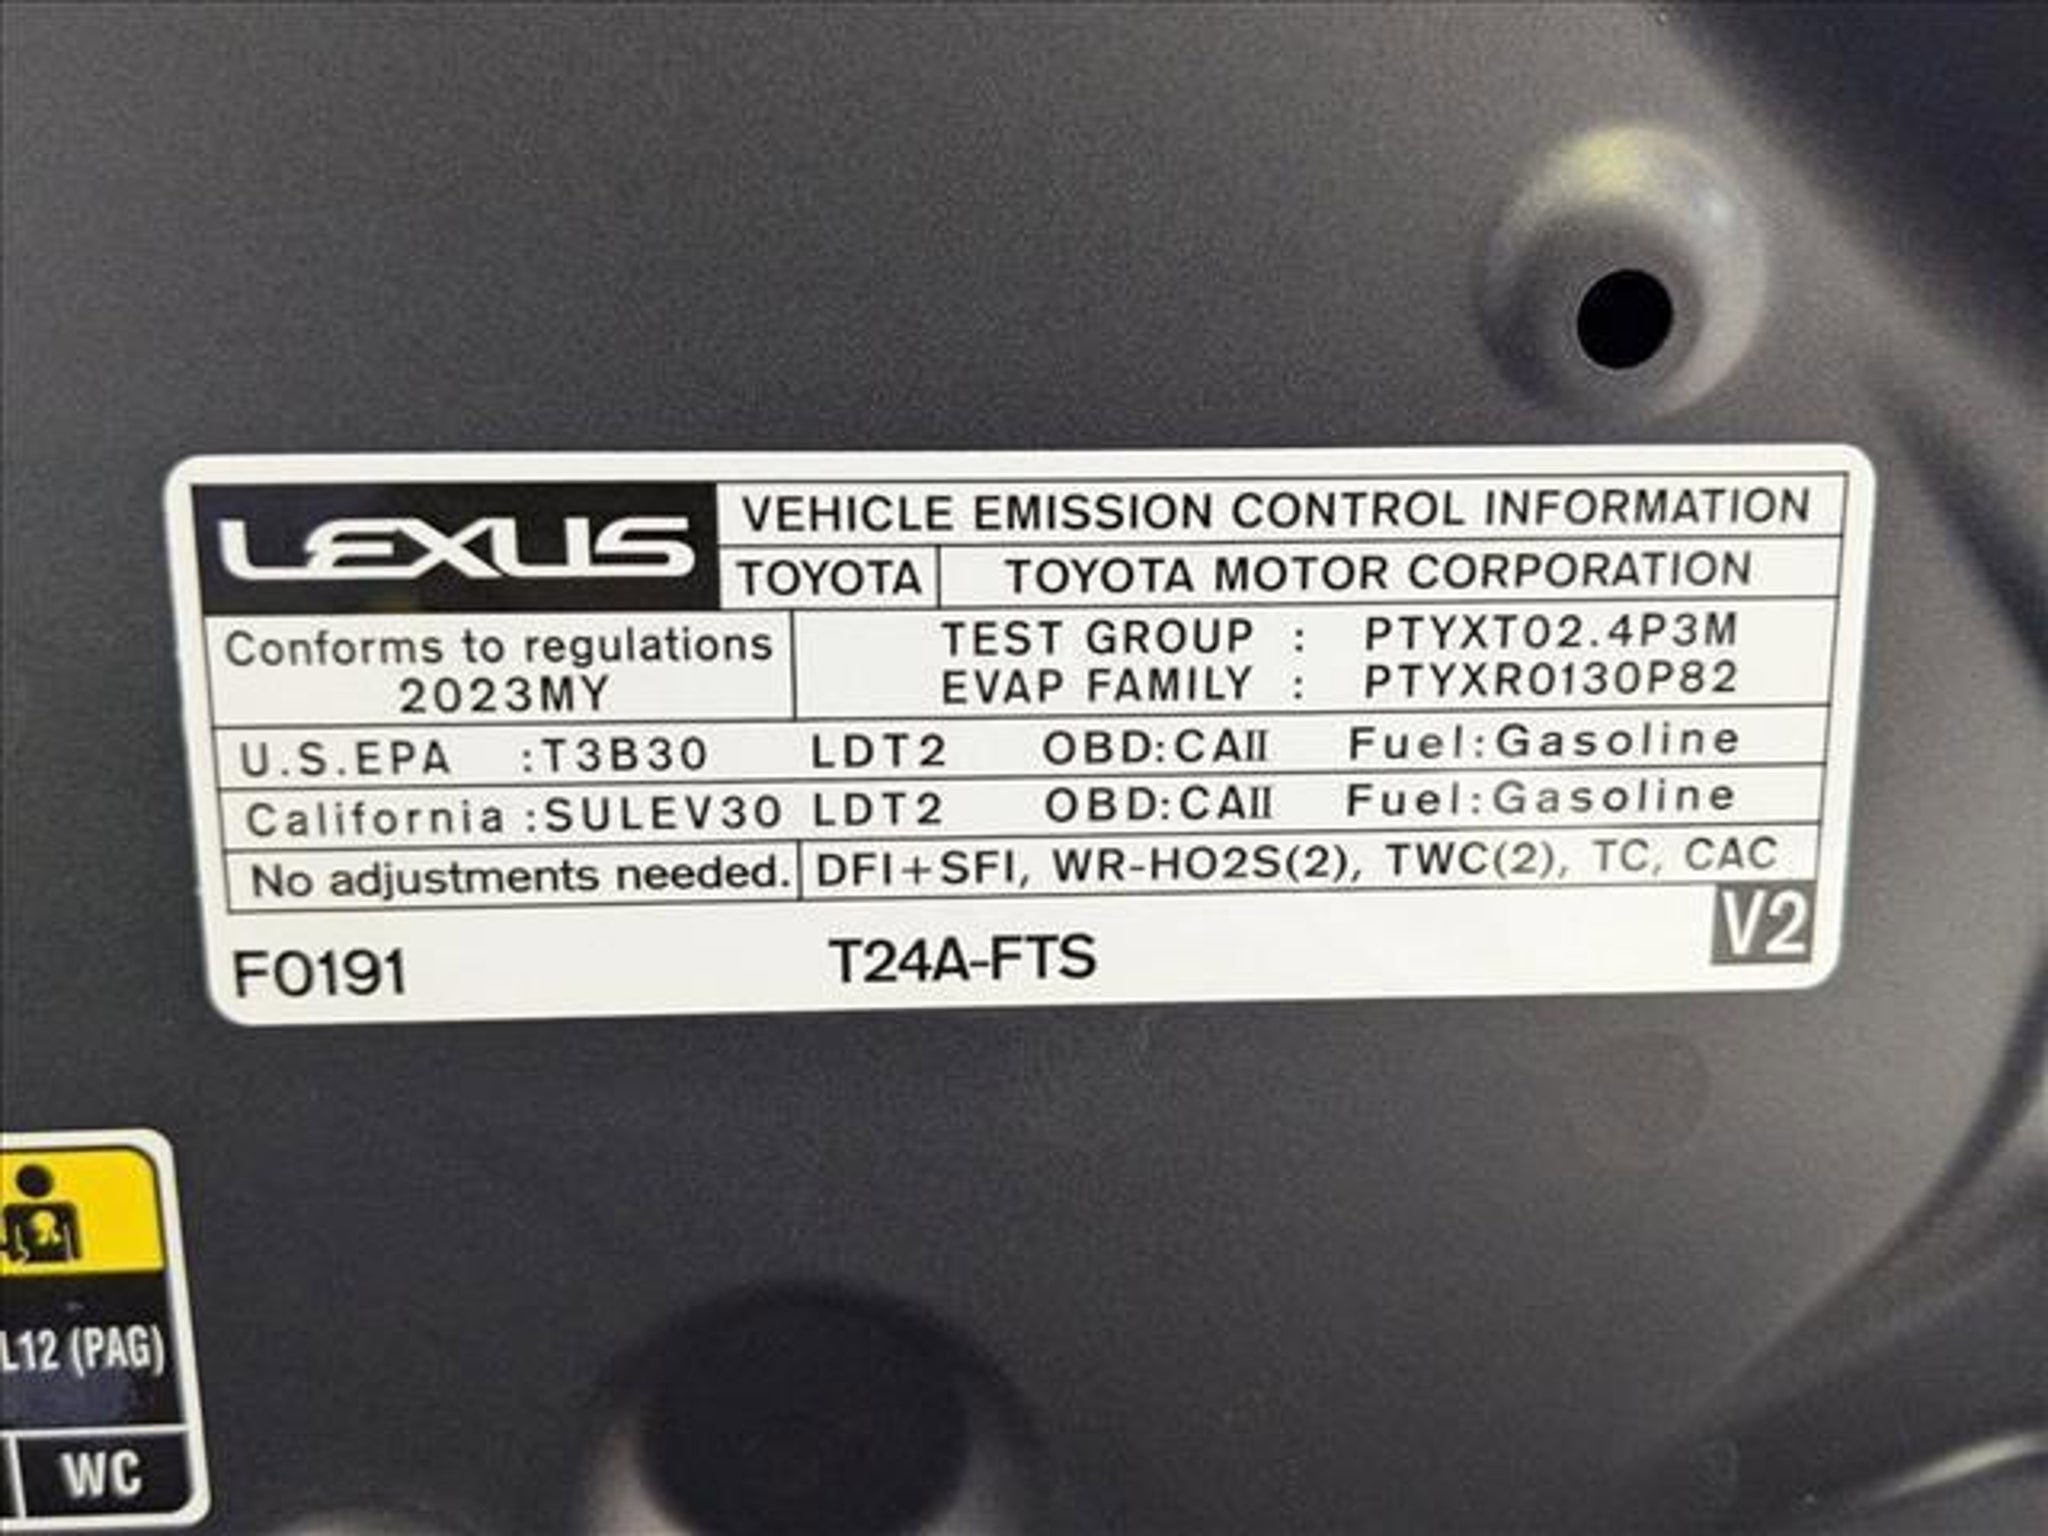 LEXUS
VEHICLE EMISSION CONTROL INFORMATION
TOYOTA TOYOTA MOTOR CORPORATION
Conforms to regulations
2023MY
TEST GROUP : PTYXT02.4P3M
EVAP FAMILY : PTYXR0130P82
U.S.EPA :T3B30 LDT2 OBD:CAII Fuel:Gasoline
California :SULEV30 LDT2 OBD:CAII Fuel:Gasoline
No adjustments needed. DFI+SFI, WR-HO2S(2), TWC(2), TC, CAC
V2
F0191 T24A-FTS
L12 (PAG)
WC